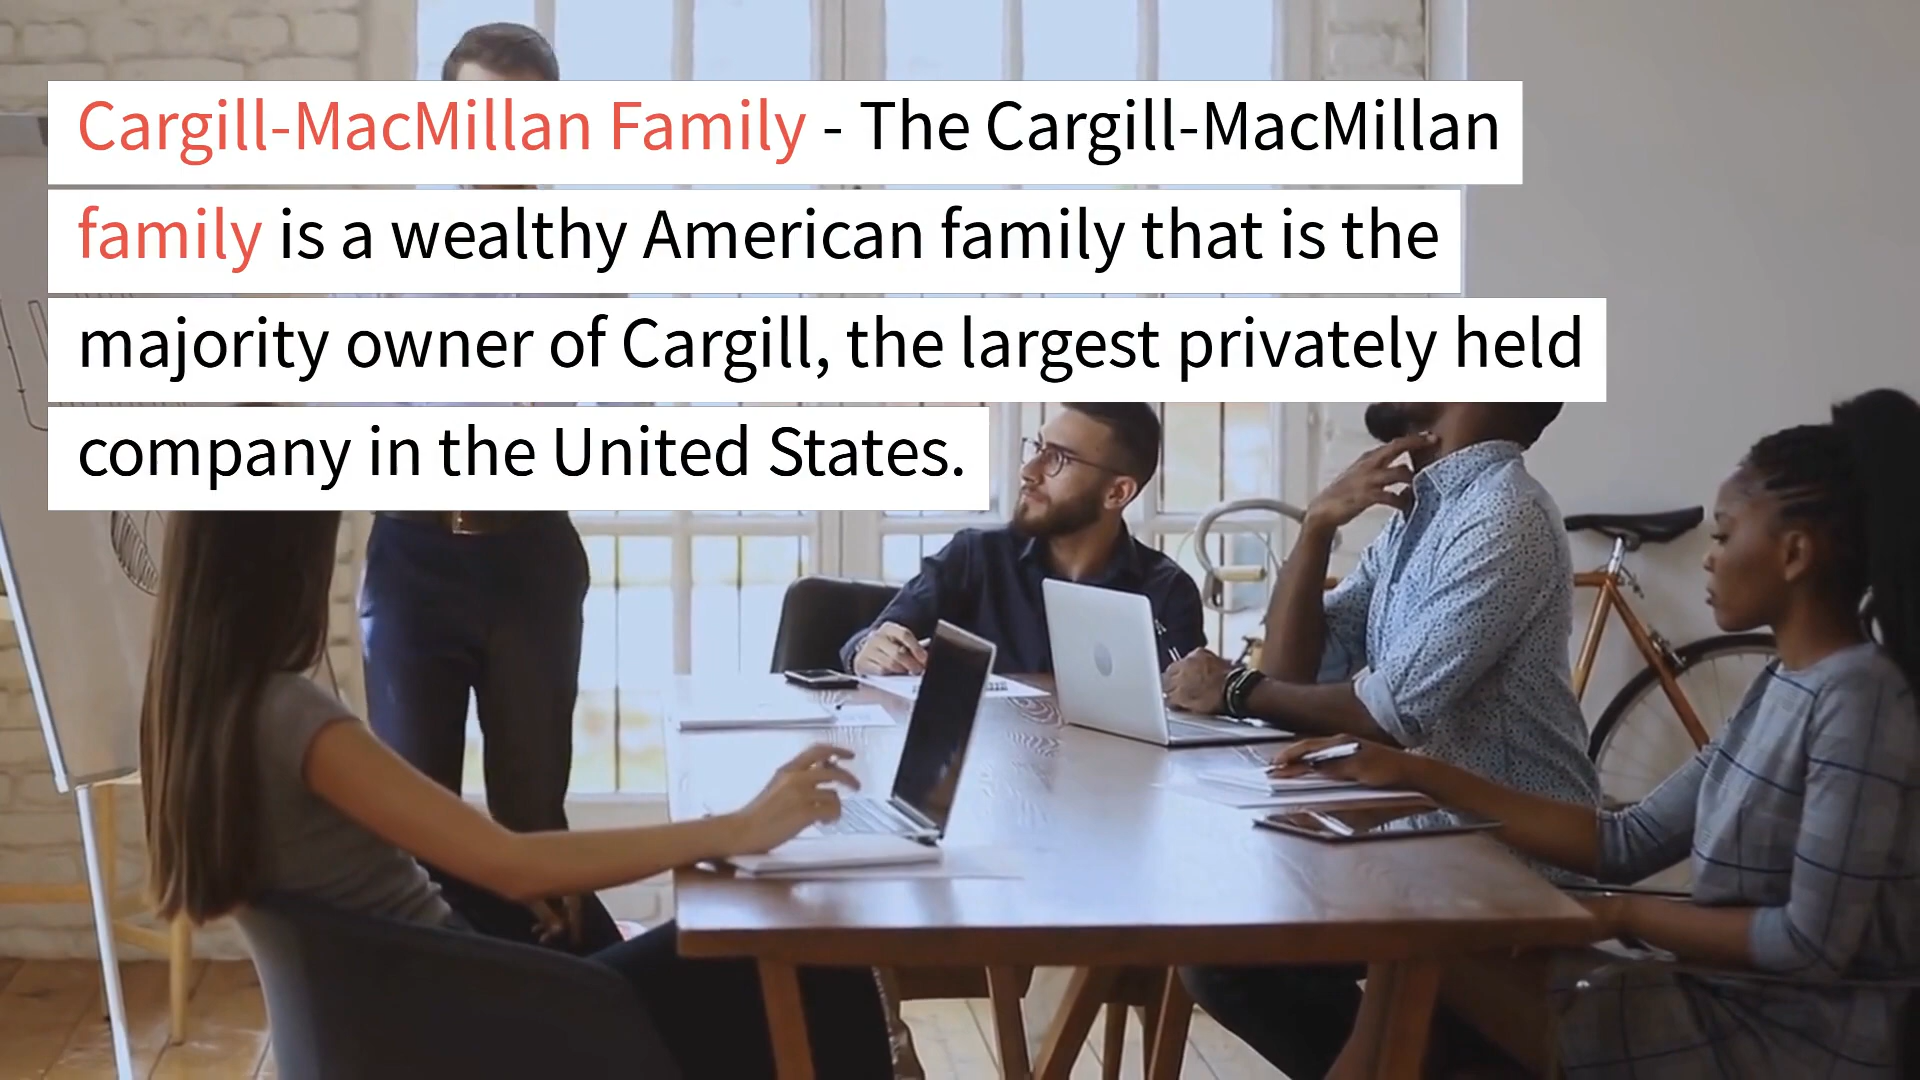 Cargill-MacMillan Family - The Cargill-MacMillan
family is a wealthy American family that is the
majority owner of Cargill, the largest privately held
company in the United States.